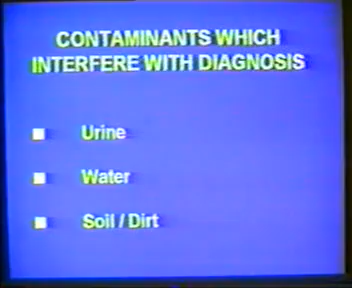 CONTAMINANTS WHICH
INTERFERE WITH DIAGNOSIS
Urine
Water
Soil / Dirt